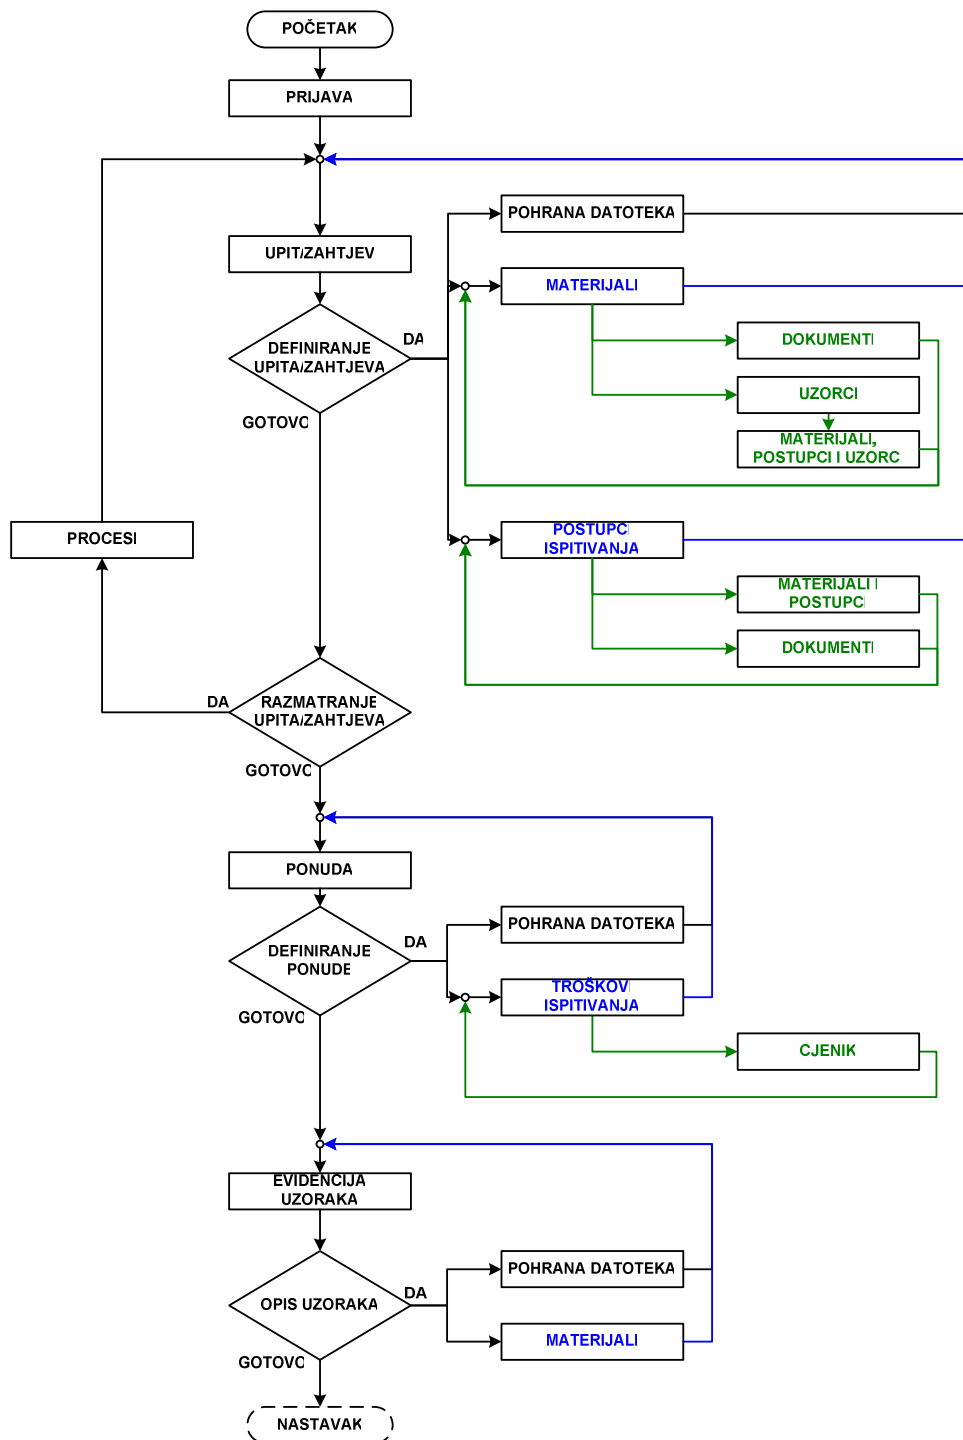 POČETAK
PRIJAVA
UPIT/ZAHTJEV
POHRANA DATOTEKA
MATERIJALI
DEFINIRANJE
UPITA/ZAHTJEVA
DA
GOTOVO
DOKUMENTI
UZORCI
MATERIJALI,
POSTUPCI I UZORC
PROCESI
POSTUPCI
ISPITIVANJA
MATERIJALI I
POSTUPCI
DOKUMENTI
RAZMATRANJE
UPITA/ZAHTJEVA
DA
GOTOVO
PONUDA
DEFINIRANJE
PONUDE
DA
GOTOVO
POHRANA DATOTEKA
TROŠKOVI
ISPITIVANJA
CJENIK
EVIDENCIJA
UZORAKA
OPIS UZORAKA
DA
GOTOVO
POHRANA DATOTEKA
MATERIJALI
NASTAVAK